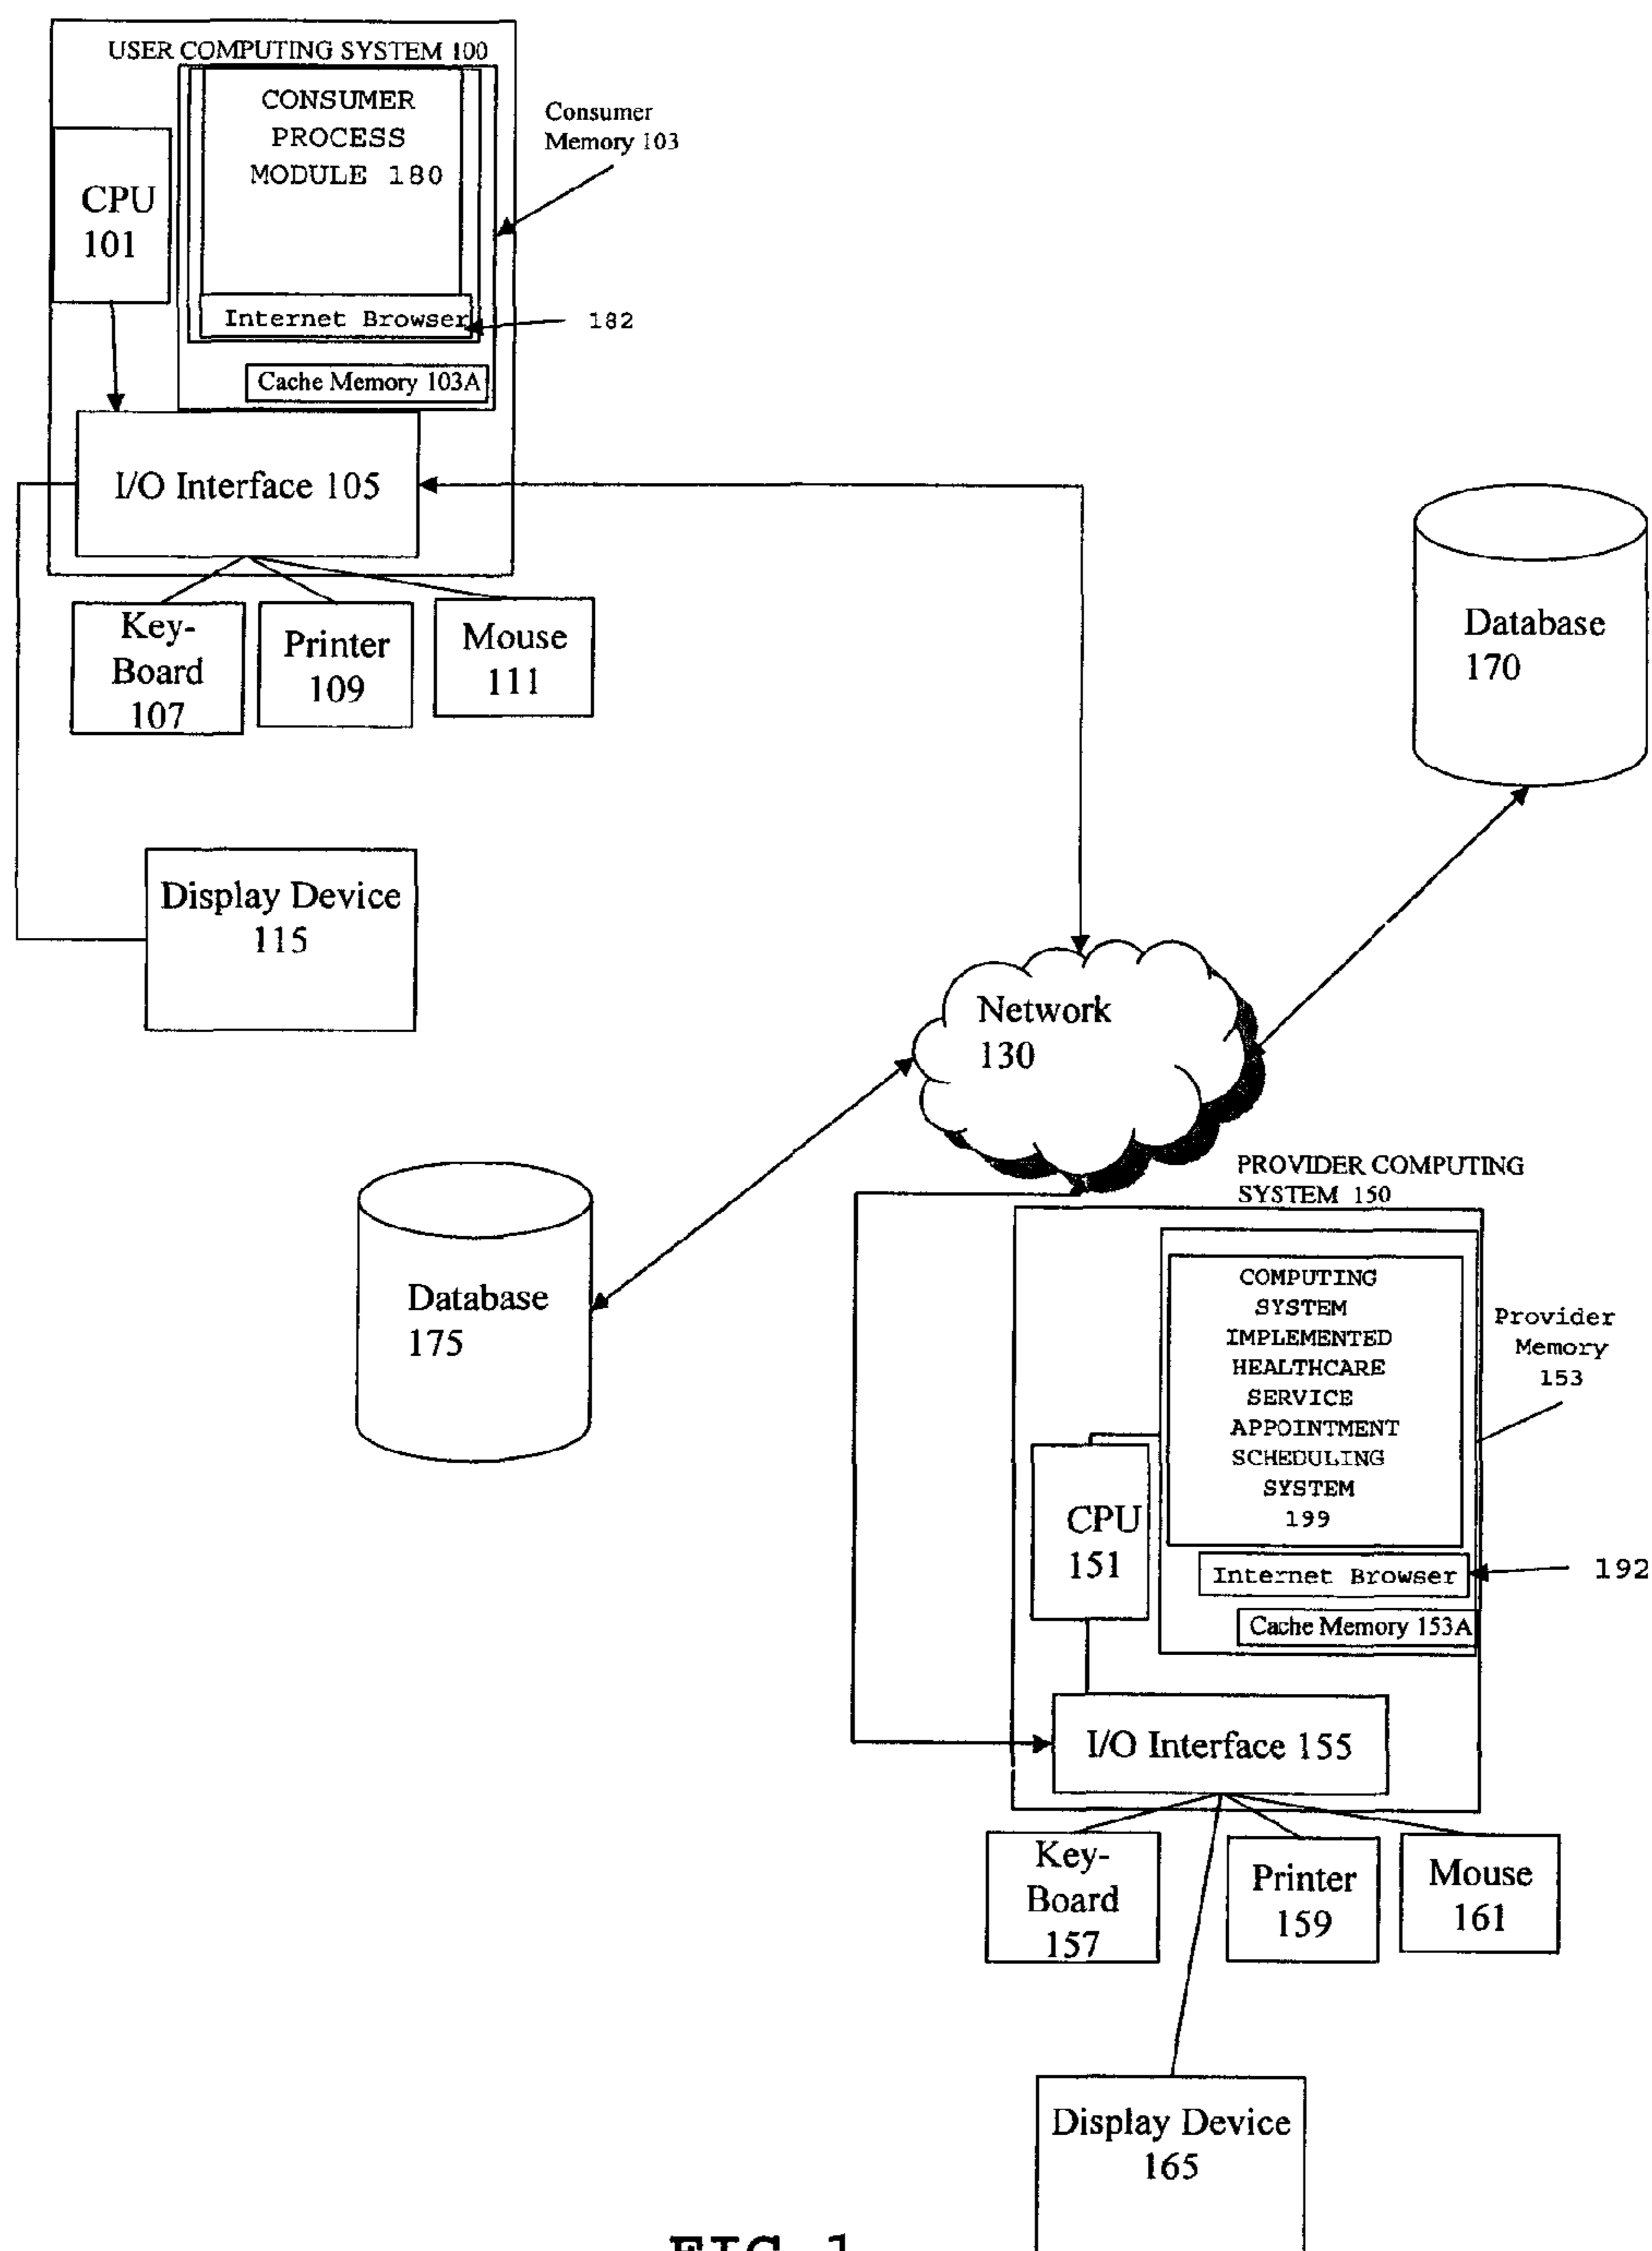 USER COMPUTING SYSTEM 100
CONSUMER
PROCESS
MODULE 180
Consumer
Memory 103
CPU
101
Internet Browser
182
Cache Memory 103A
I/O Interface 105
Key-
Board
107
Printer
109
Mouse
111
Database
170
Display Device
115
Network
130
PROVIDER COMPUTING
SYSTEM 150
Database
175
COMPUTING
SYSTEM
IMPLEMENTED
HEALTHCARE
SERVICE
APPOINTMENT
SCHEDULING
SYSTEM
199
Provider
Memory
153
CPU
151
Internet Browser
192
Cache Memory 153A
I/O Interface 155
Key-
Board
157
Printer
159
Mouse
161
Display Device
165
FIG 1